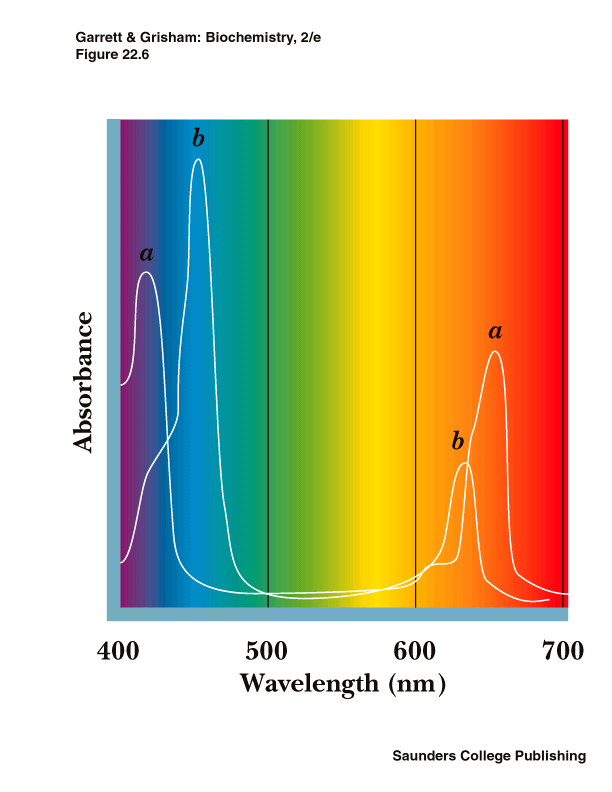 Garrett & Grisham: Biochemistry, 2/e
Figure 22.6
b
a
a
b
Absorbance
400 500 600 700
Wavelength (nm)
Saunders College Publishing